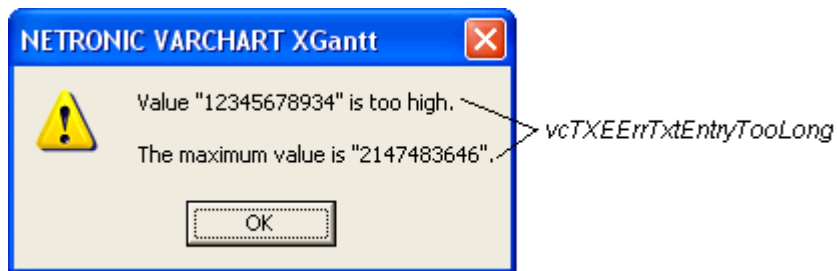 NETRONIC VARCHART XGantt
Value "12345678934" is too high.
vcTXEErrTxtEntryTooLong
The maximum value is "2147483646".
OK